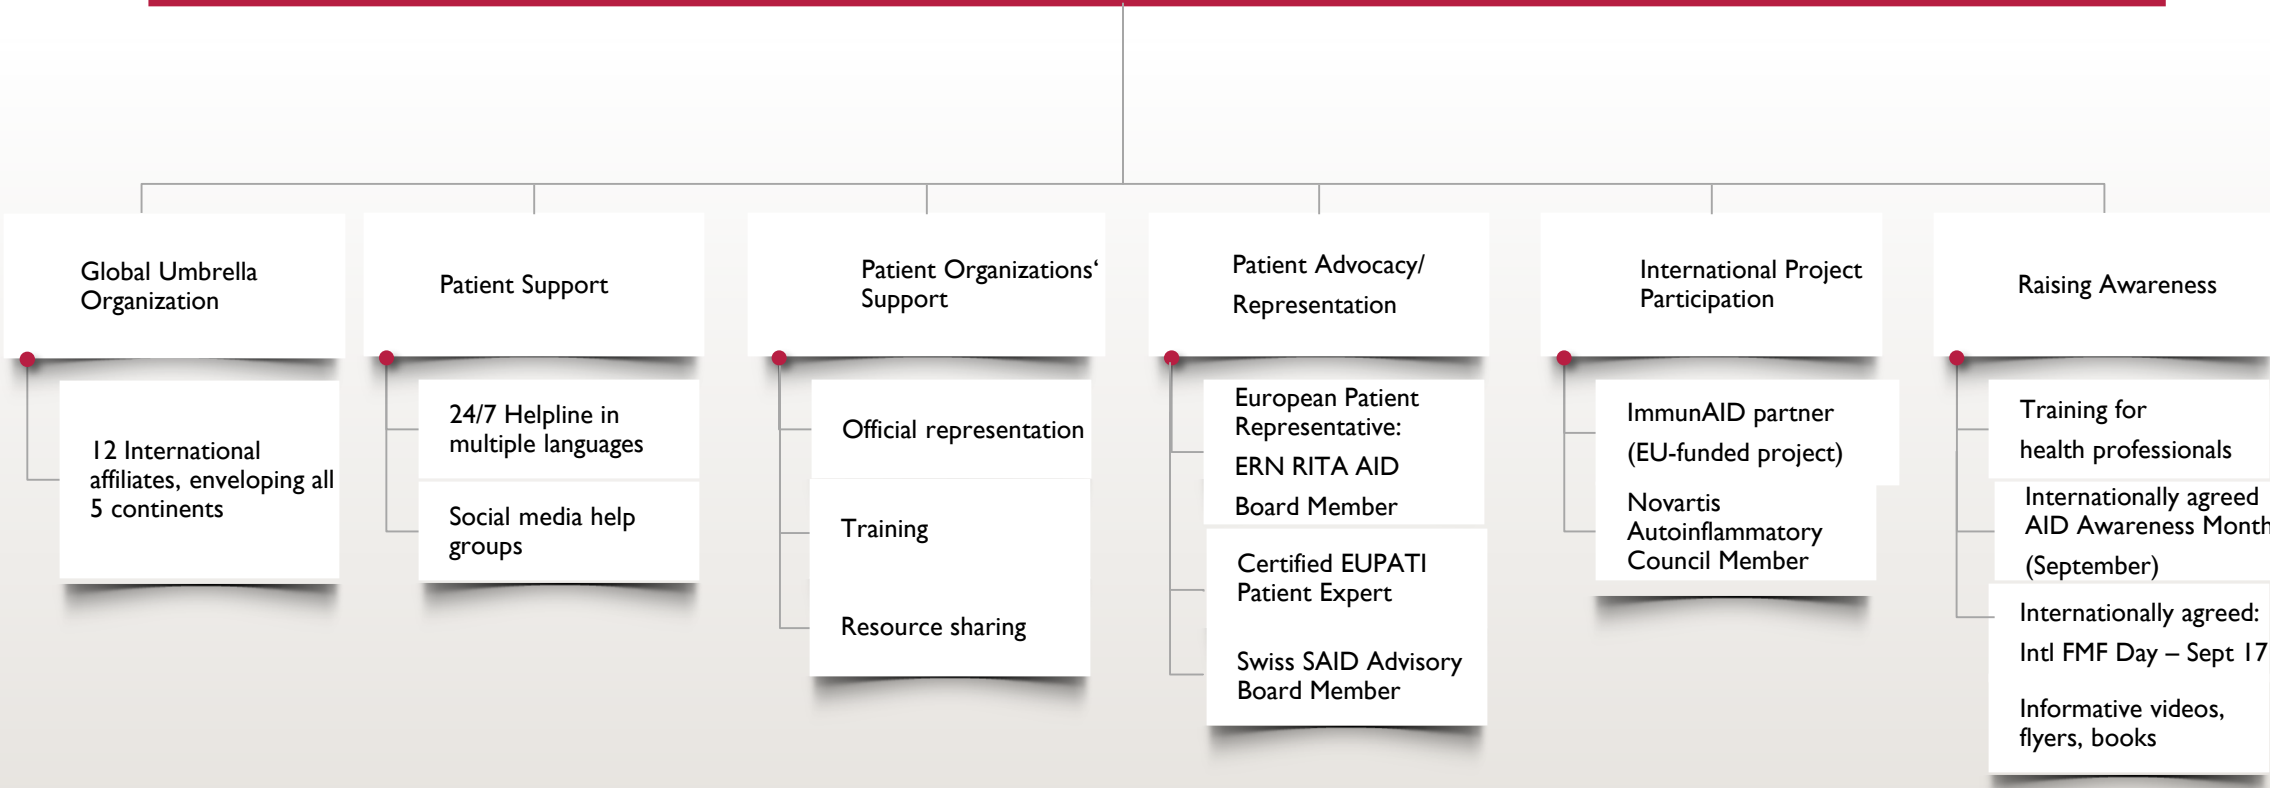 Global Umbrella
Organization
12 International
affiliates, enveloping all
5 continents
Patient Support
24/7 Helpline in
multiple languages
Social media help
groups
Patient Organizations‘
Support
Official representation
Training
Resource sharing
Patient Advocacy/
Representation
European Patient
Representative:
ERN RITA AID
Board Member
Certified EUPATI
Patient Expert
Swiss SAID Advisory
Board Member
International Project
Participation
ImmunAID partner
(EU-funded project)
Novartis
Autoinflammatory
Council Member
Raising Awareness
Training for
health professionals
Internationally agreed
AID Awareness Month
(September)
Internationally agreed:
Intl FMF Day – Sept 17
Informative videos,
flyers, books